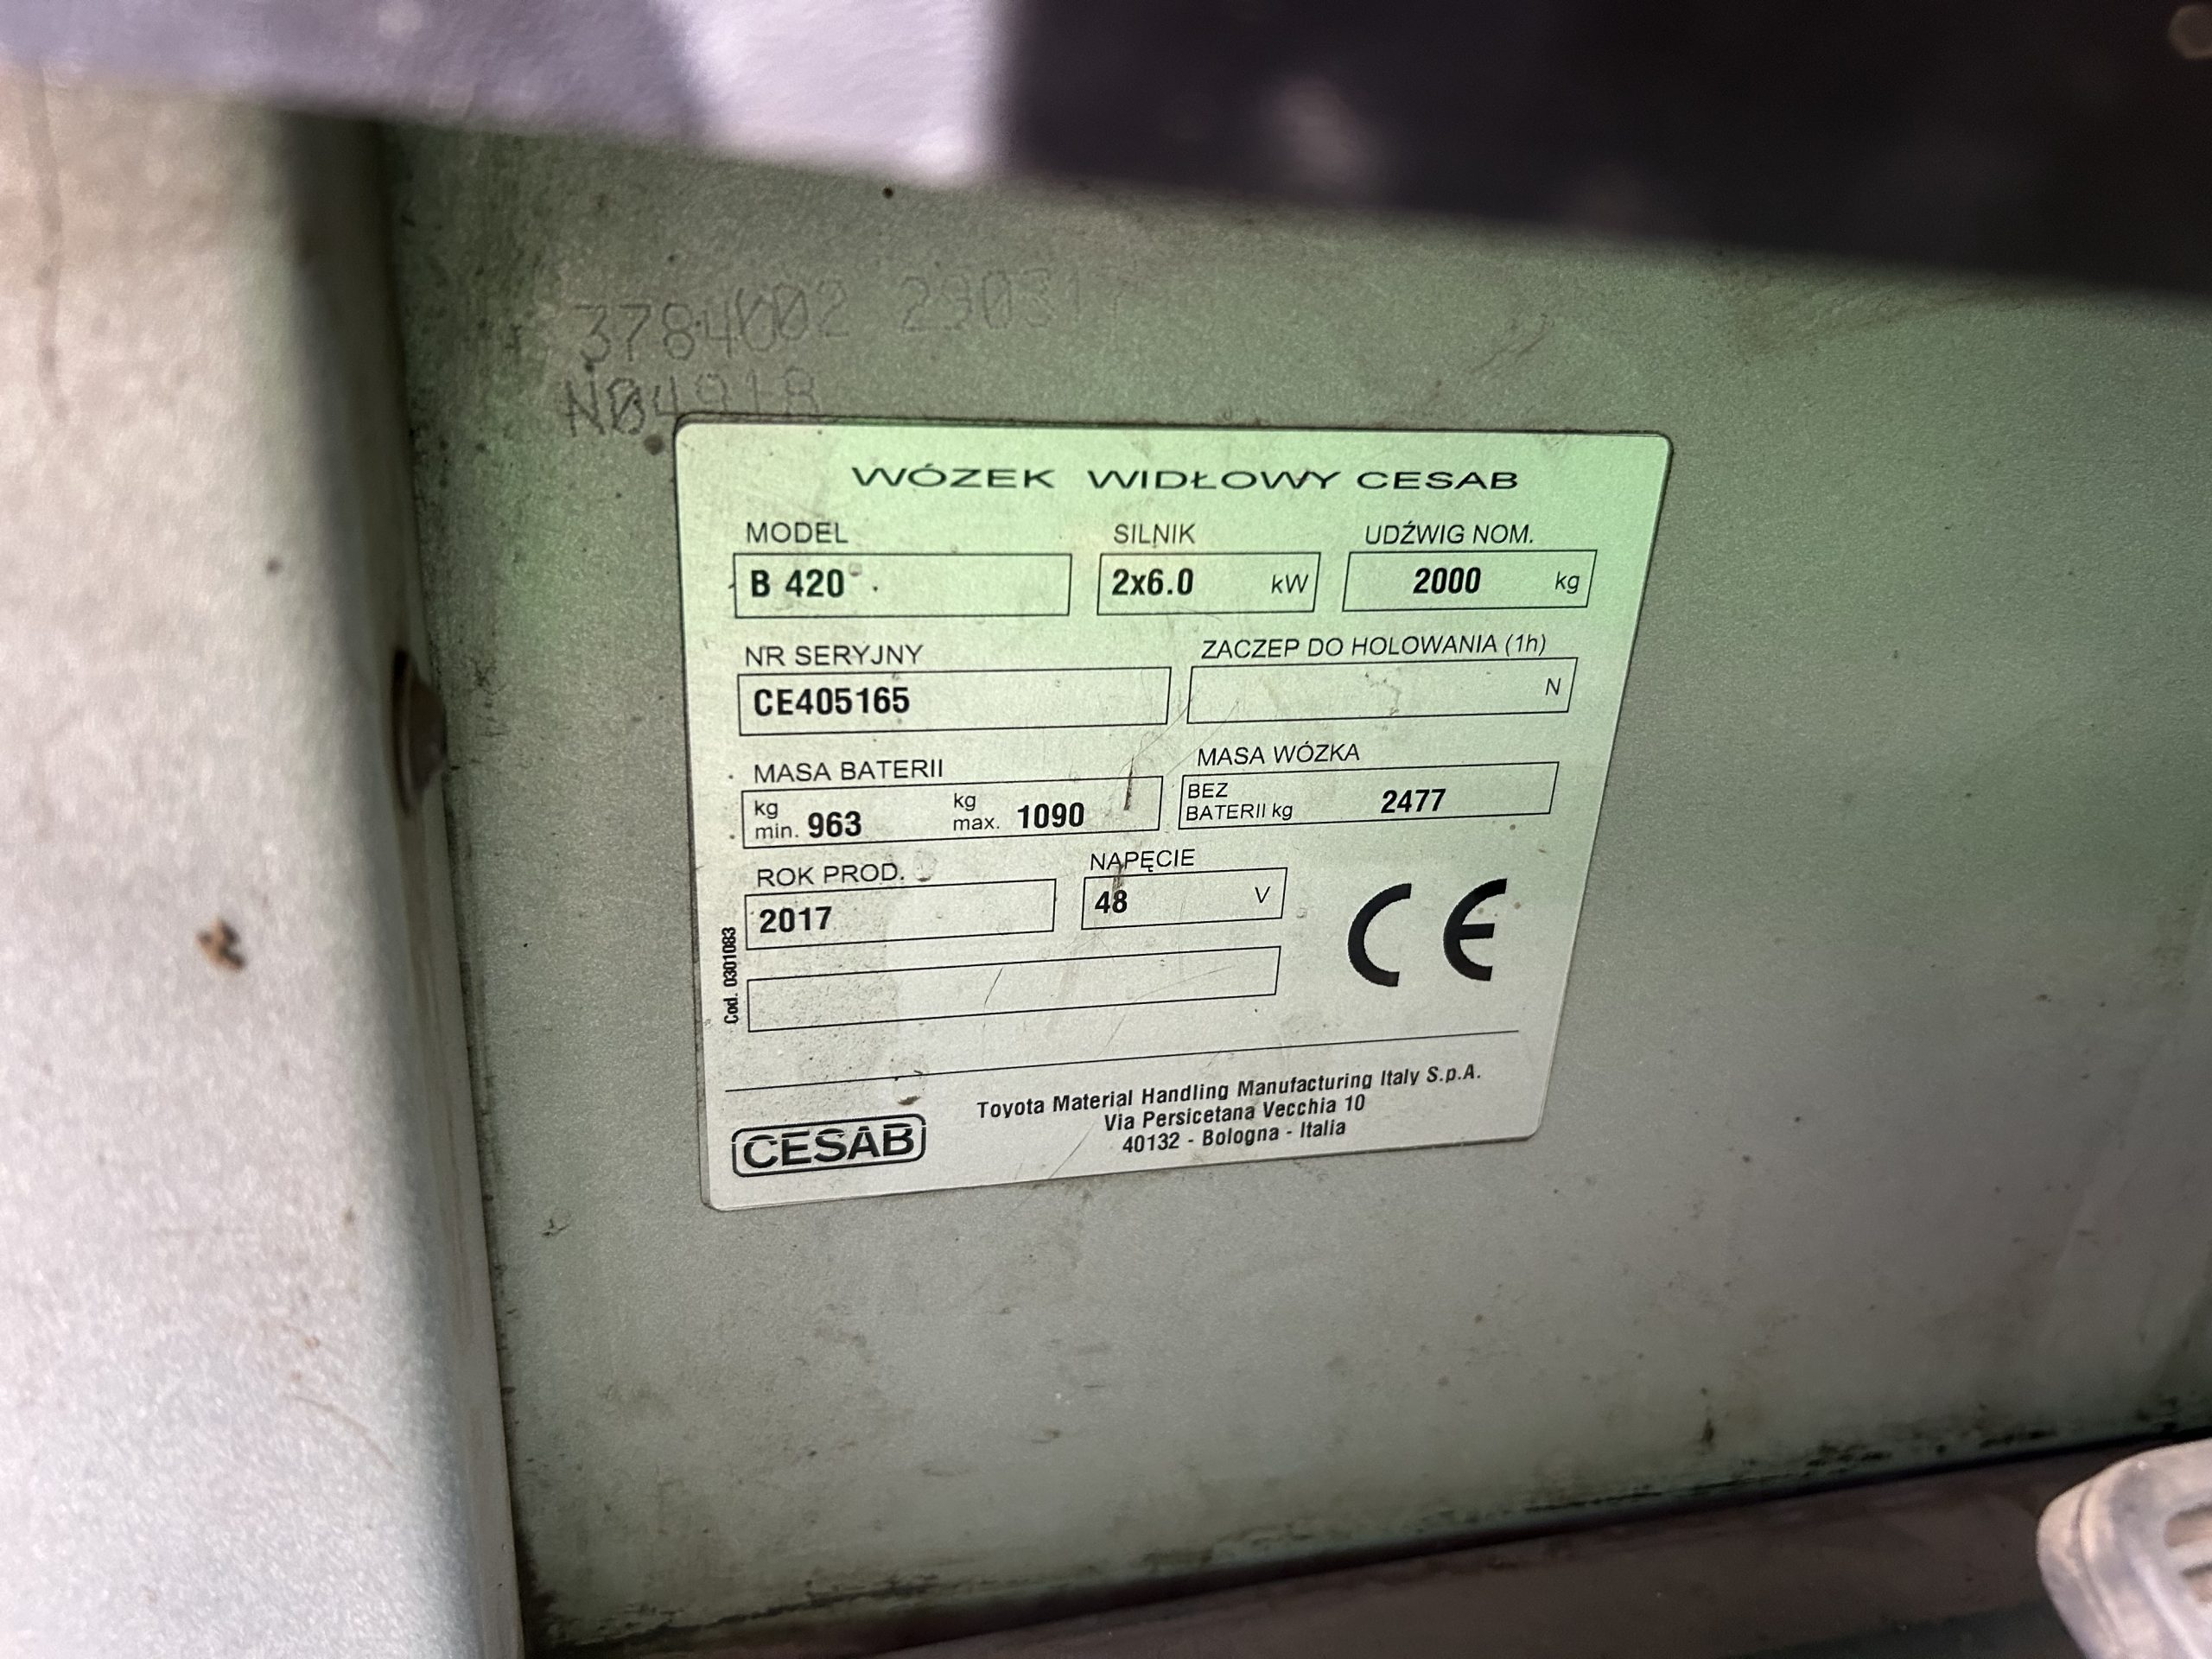 3784002 290317
N04918
WÓZEK WIDŁOWY CESAB
MODEL SILNIK UDŹWIG NOM.
B 420 2x6.0 kW 2000 kg
NR SERYJNY ZACZEP DO HOLOWANIA (1h)
CE405165 N
MASA BATERII MASA WÓZKA
kg min. 963 kg max. 1090 BEZ BATERII kg 2477
ROK PROD. NAPĘCIE
2017 48 V
CE
Cod. 0301083
CESAB
Toyota Material Handling Manufacturing Italy S.p.A.
Via Persicetana Vecchia 10
40132 - Bologna - Italia